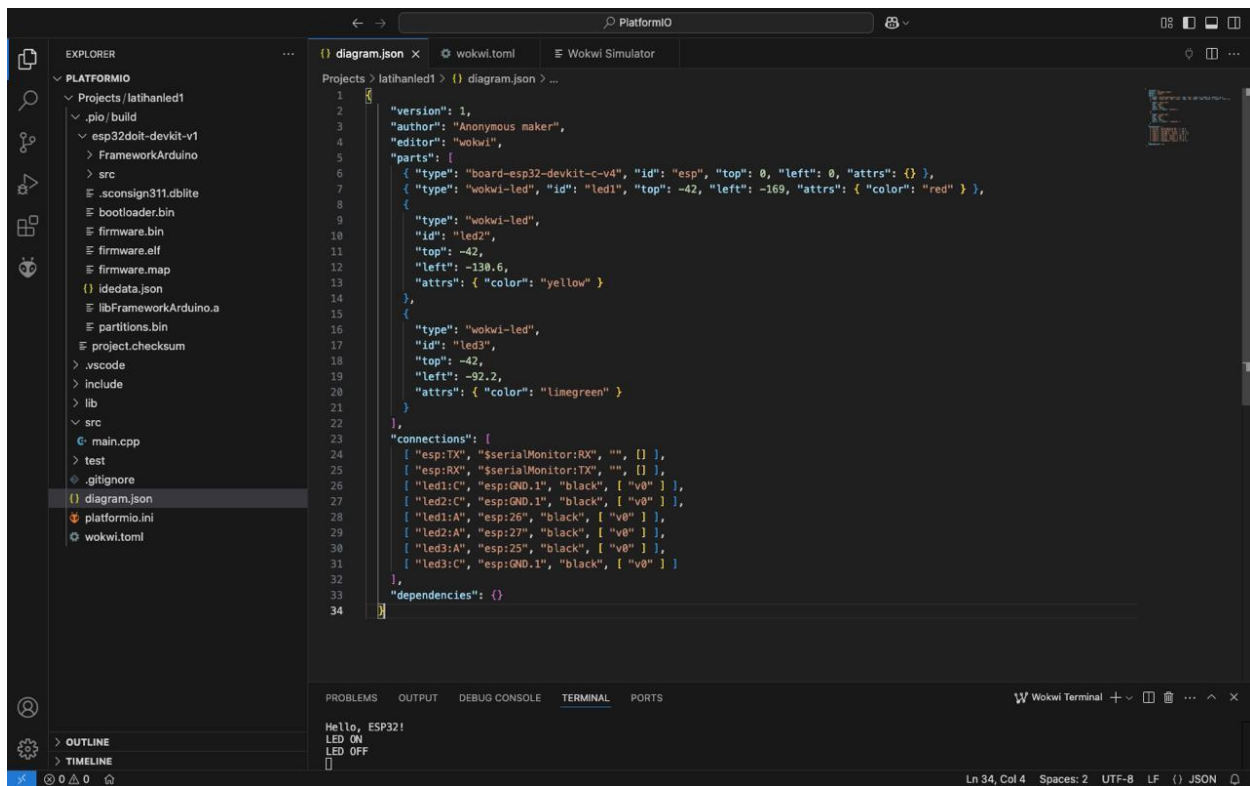 PlatformIO
EXPLORER
PLATFORMIO
Projects/latihanled1
.pio/build
esp32doit-devkit-v1
FrameworkArduino
src
.sconsign311.dblite
bootloader.bin
firmware.bin
firmware.elf
firmware.map
idedata.json
libFrameworkArduino.a
partitions.bin
project.checksum
.vscode
include
lib
src
main.cpp
test
.gitignore
diagram.json
platformio.ini
wokwi.toml
OUTLINE
TIMELINE
diagram.json wokwi.toml Wokwi Simulator
Projects > latihanled1 > {} diagram.json > ...
1 {
2 "version": 1,
3 "author": "Anonymous maker",
4 "editor": "wokwi",
5 "parts": [
6 { "type": "board-esp32-devkit-c-v4", "id": "esp", "top": 0, "left": 0, "attrs": {} },
7 { "type": "wokwi-led", "id": "led1", "top": -42, "left": -169, "attrs": { "color": "red" } },
8 {
9 "type": "wokwi-led",
10 "id": "led2",
11 "top": -42,
12 "left": -130.6,
13 "attrs": { "color": "yellow" }
14 },
15 {
16 "type": "wokwi-led",
17 "id": "led3",
18 "top": -42,
19 "left": -92.2,
20 "attrs": { "color": "limegreen" }
21 }
22 ],
23 "connections": [
24 [ "esp:TX", "$serialMonitor:RX", "", [] ],
25 [ "esp:RX", "$serialMonitor:TX", "", [] ],
26 [ "led1:C", "esp:GND.1", "black", [ "v0" ] ],
27 [ "led2:C", "esp:GND.1", "black", [ "v0" ] ],
28 [ "led1:A", "esp:26", "black", [ "v0" ] ],
29 [ "led2:A", "esp:27", "black", [ "v0" ] ],
30 [ "led3:A", "esp:25", "black", [ "v0" ] ],
31 [ "led3:C", "esp:GND.1", "black", [ "v0" ] ]
32 ],
33 "dependencies": {}
34 }
PROBLEMS OUTPUT DEBUG CONSOLE TERMINAL PORTS Wokwi Terminal
Hello, ESP32!
LED ON
LED OFF
0 0 Ln 34, Col 4 Spaces: 2 UTF-8 LF {} JSON